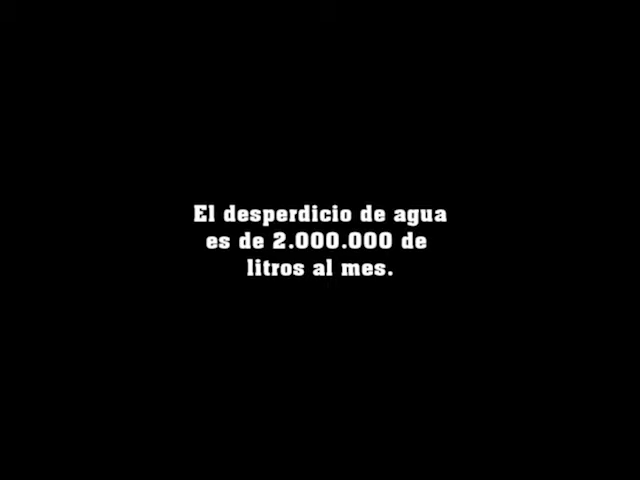 El desperdicio de agua
es de 2.000.000 de
litros al mes.